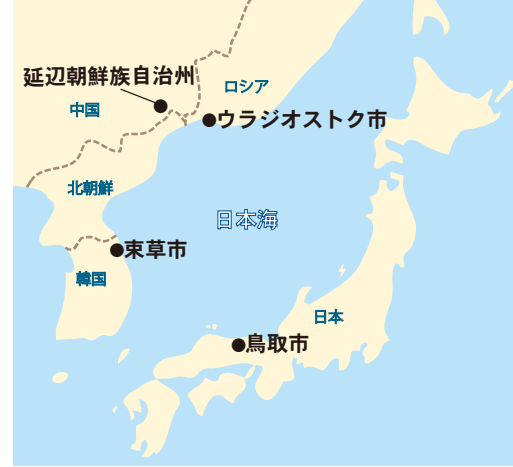 延辺朝鮮族自治州
ロシア
中国
ウラジオストク市
北朝鮮
日本海
束草市
韓国
日本
鳥取市